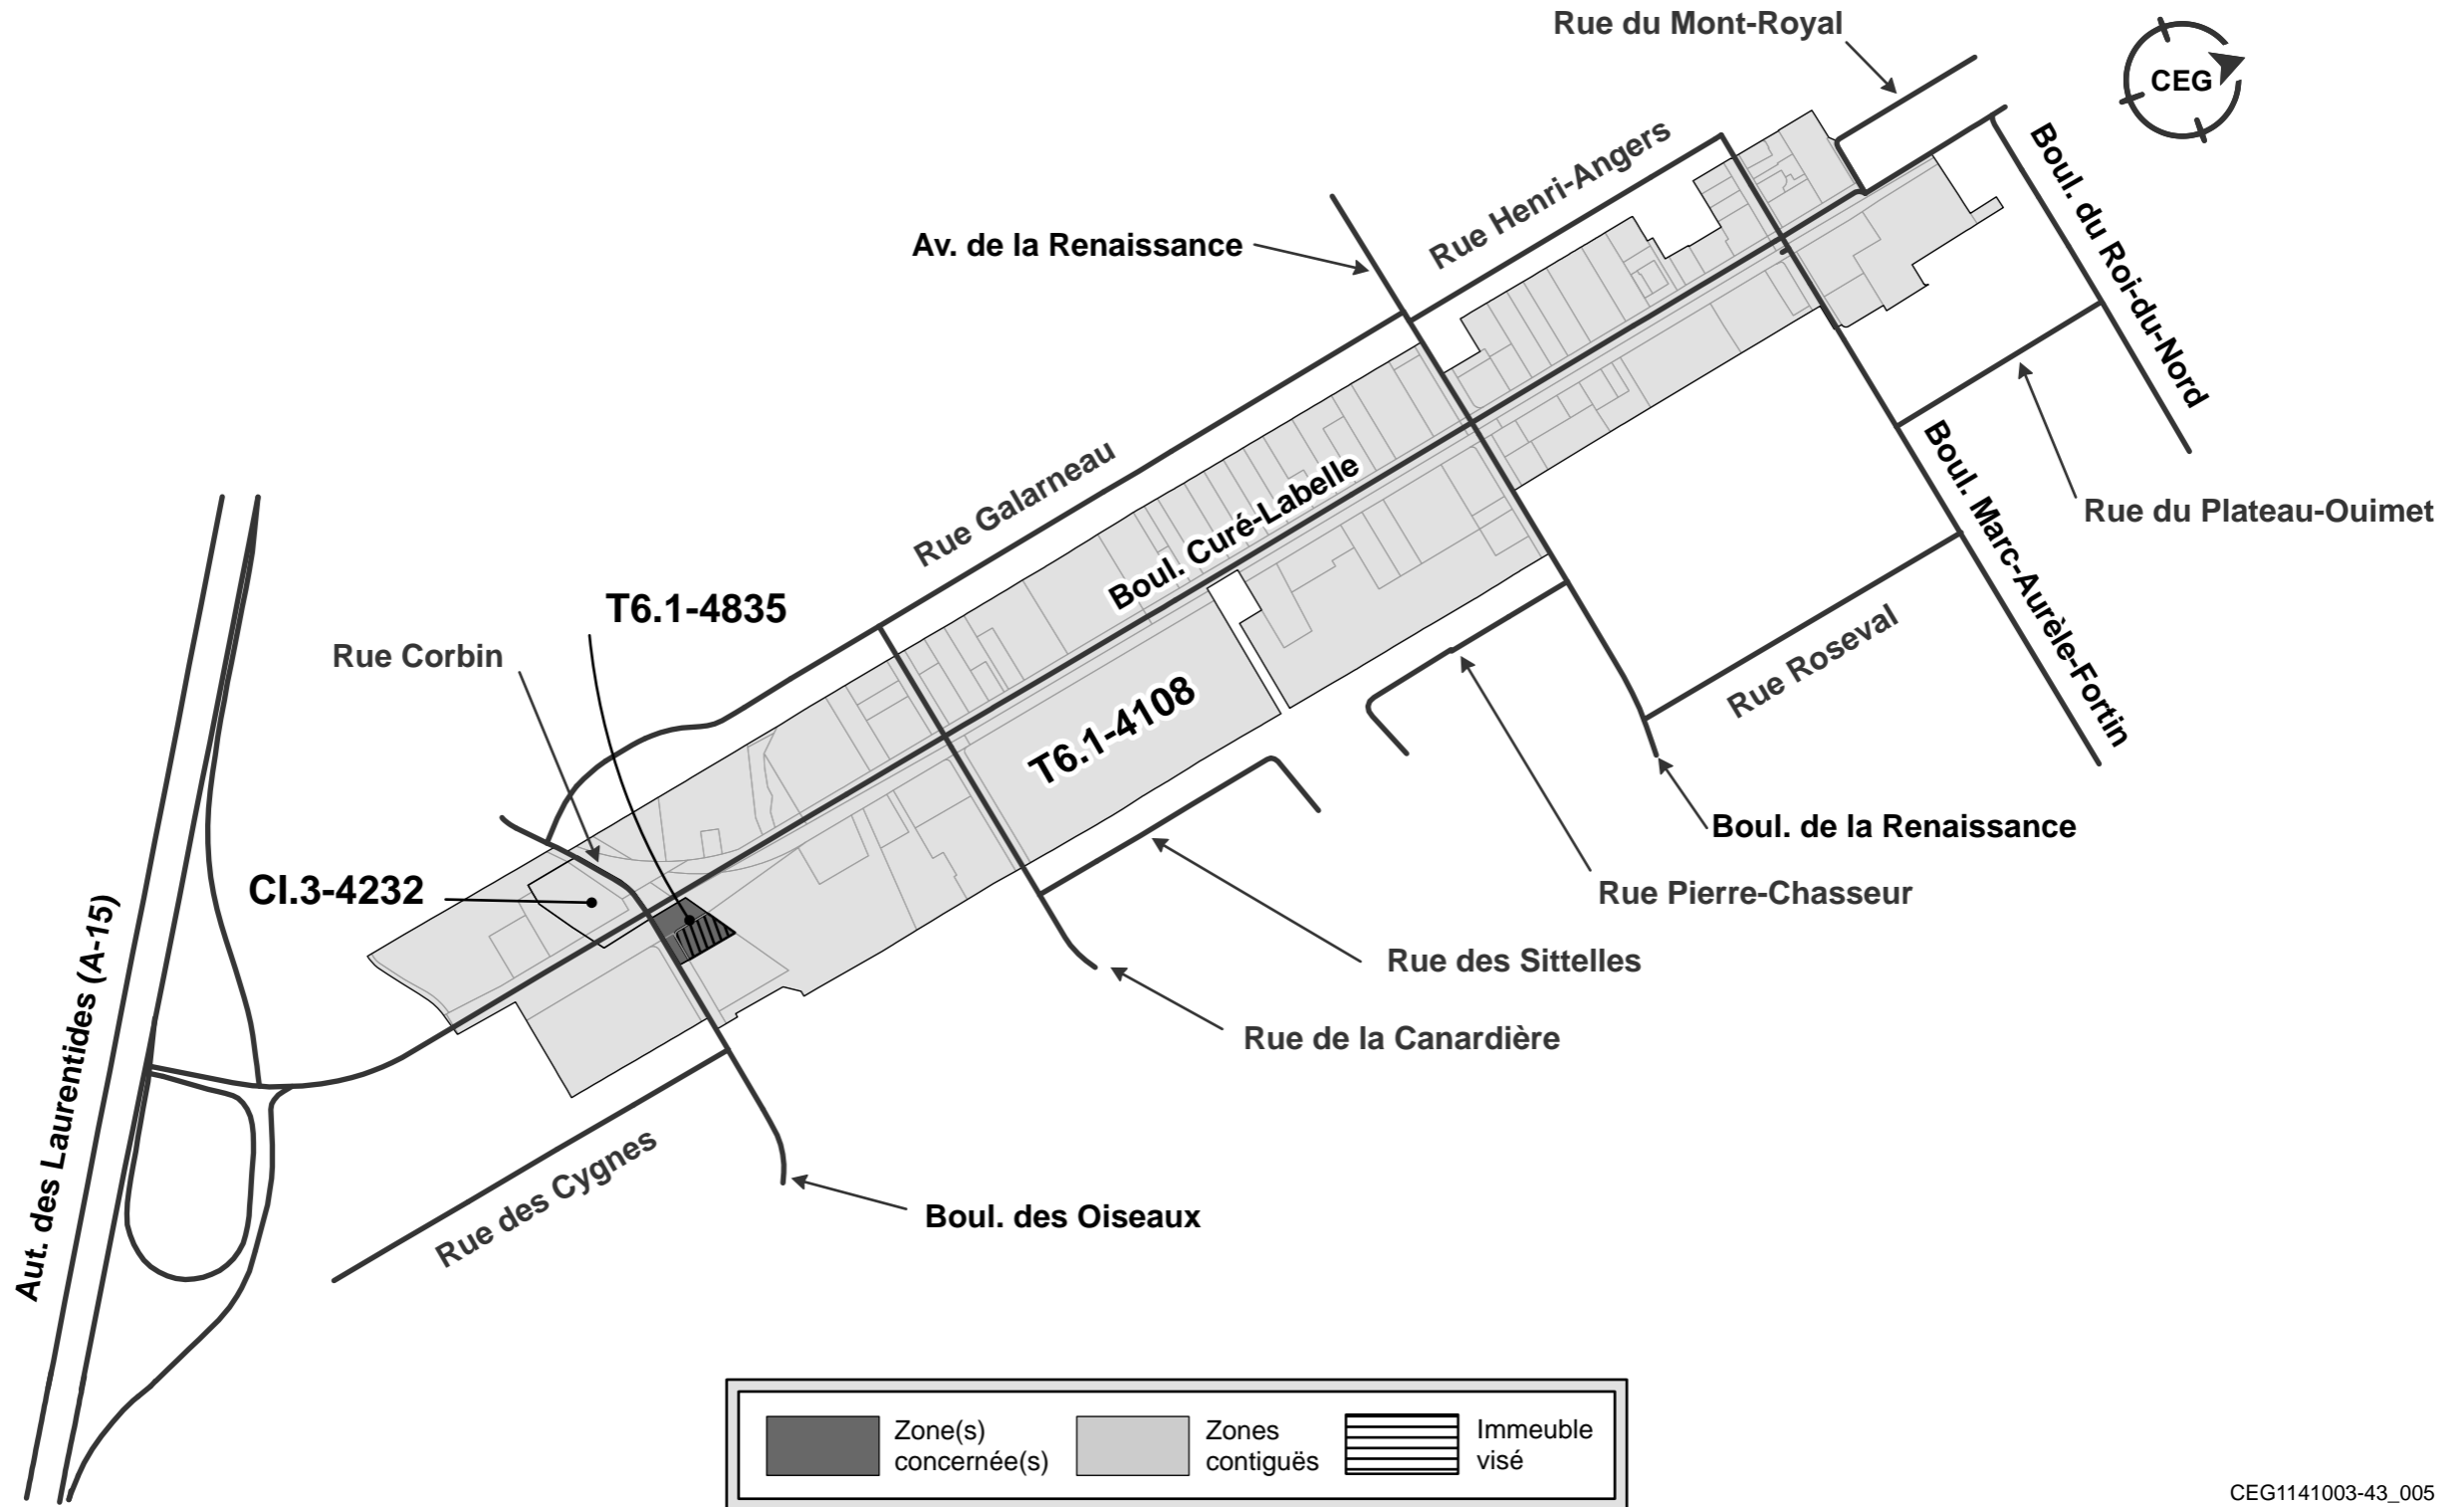 Rue du Mont-Royal
CEG
Boul. du Roi-du-Nord
Rue Henri-Angers
Av. de la Renaissance
Rue Galarneau
Boul. Curé-Labelle
Boul. Marc-Aurèle-Fortin
Rue du Plateau-Ouimet
T6.1-4835
Rue Corbin
T6.1-4108
Rue Roseval
CI.3-4232
Boul. de la Renaissance
Rue Pierre-Chasseur
Rue des Sittelles
Rue de la Canardière
Aut. des Laurentides (A-15)
Rue des Cygnes
Boul. des Oiseaux
Zone(s)
concernée(s)
Zones
contiguës
Immeuble
visé
CEG1141003-43_005